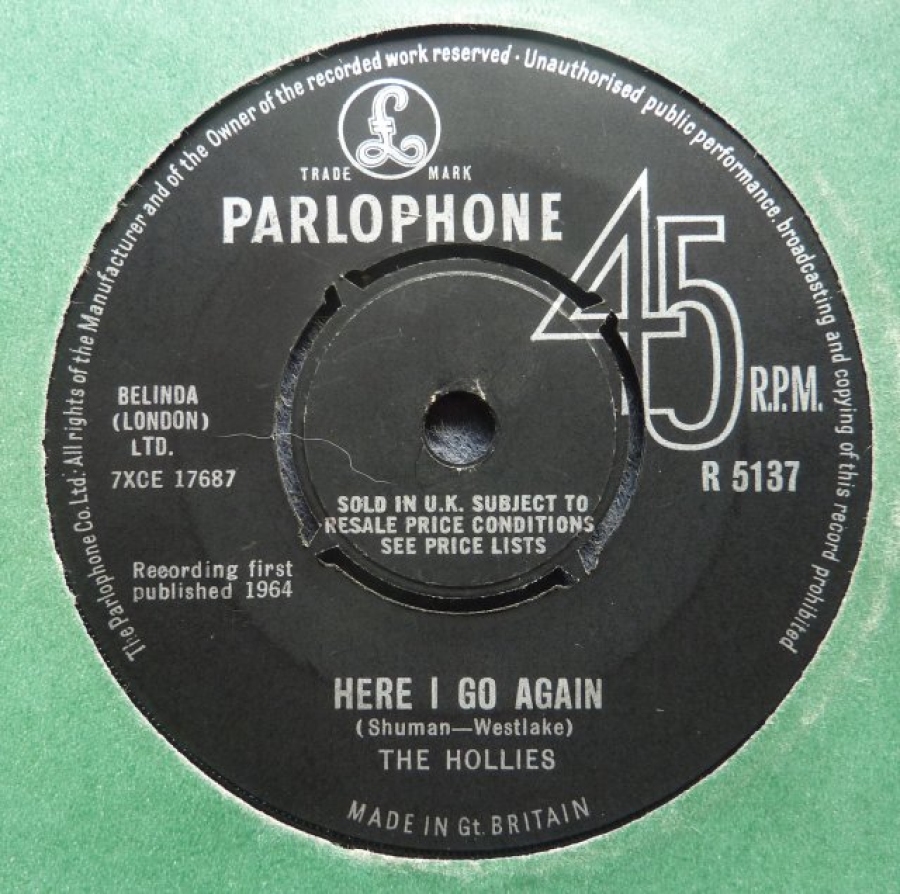 The Parlophone Co. Ltd. All rights of the Manufacturer and of the Owner of the recorded work reserved · Unauthorised public performance, broadcasting and copying of this record prohibited
£
TRADE MARK
PARLOPHONE
45
R.P.M.
R 5137
BELINDA
(LONDON)
LTD.
7XCE 17687
SOLD IN U.K. SUBJECT TO
RESALE PRICE CONDITIONS
SEE PRICE LISTS
Recording first
published 1964
HERE I GO AGAIN
(Shuman—Westlake)
THE HOLLIES
MADE IN Gt. BRITAIN